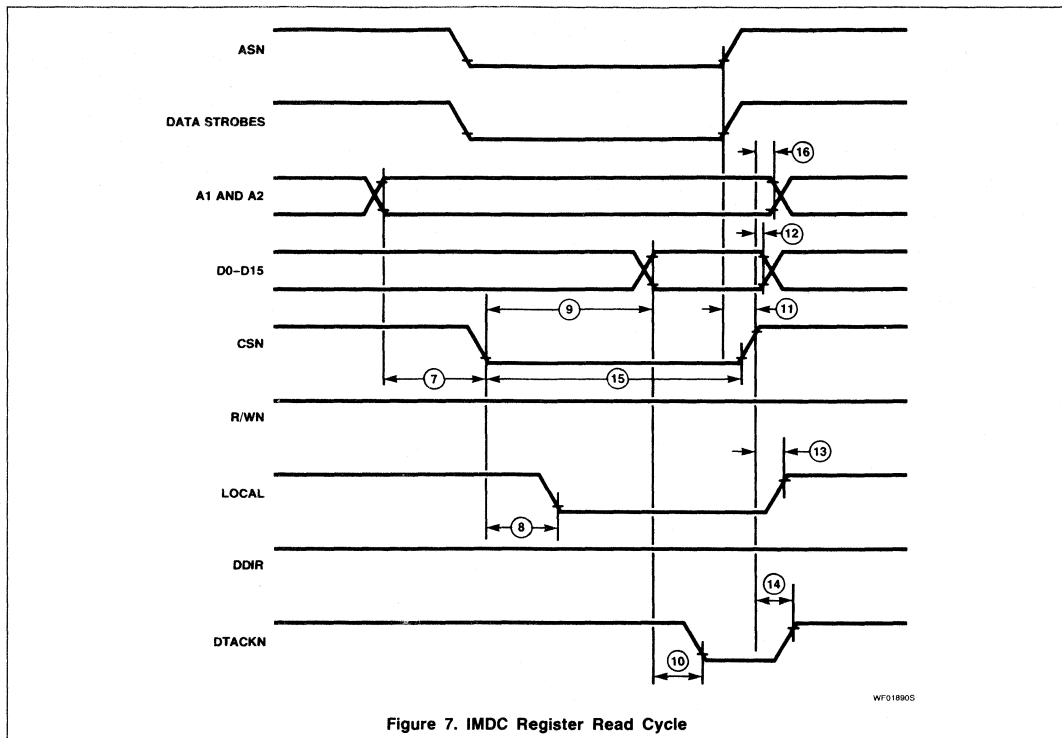 ASN
DATA STROBES
16
A1 AND A2
12
D0–D15
9
11
CSN
7
15
R/WN
13
LOCAL
8
DDIR
14
DTACKN
10
WF01890S
Figure 7. IMDC Register Read Cycle